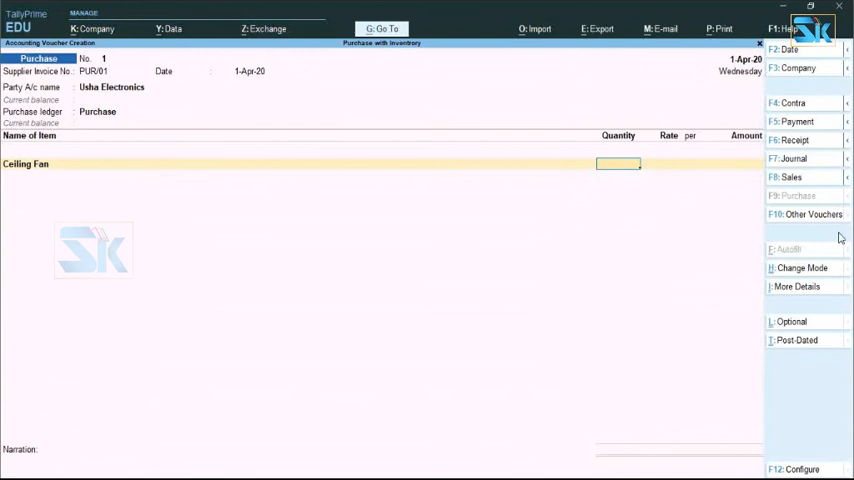 TallyPrime MANAGE
EDU K: Company Y: Data Z: Exchange G: Go To O: Import E: Export M: E-mail P: Print F1: Help
SK
Accounting Voucher Creation Purchase with Inventory x
Purchase No. 1 1-Apr-20
Supplier Invoice No.: PUR/01 Date : 1-Apr-20 Wednesday
Party A/c name : Usha Electronics
Current balance :
Purchase ledger : Purchase
Current balance :
Name of Item Quantity Rate per Amount
Ceiling Fan
SK
Narration:
F2: Date
F3: Company
F4: Contra
F5: Payment
F6: Receipt
F7: Journal
F8: Sales
F9: Purchase
F10: Other Vouchers
E: Autofill
H: Change Mode
I: More Details
L: Optional
T: Post-Dated
F12: Configure